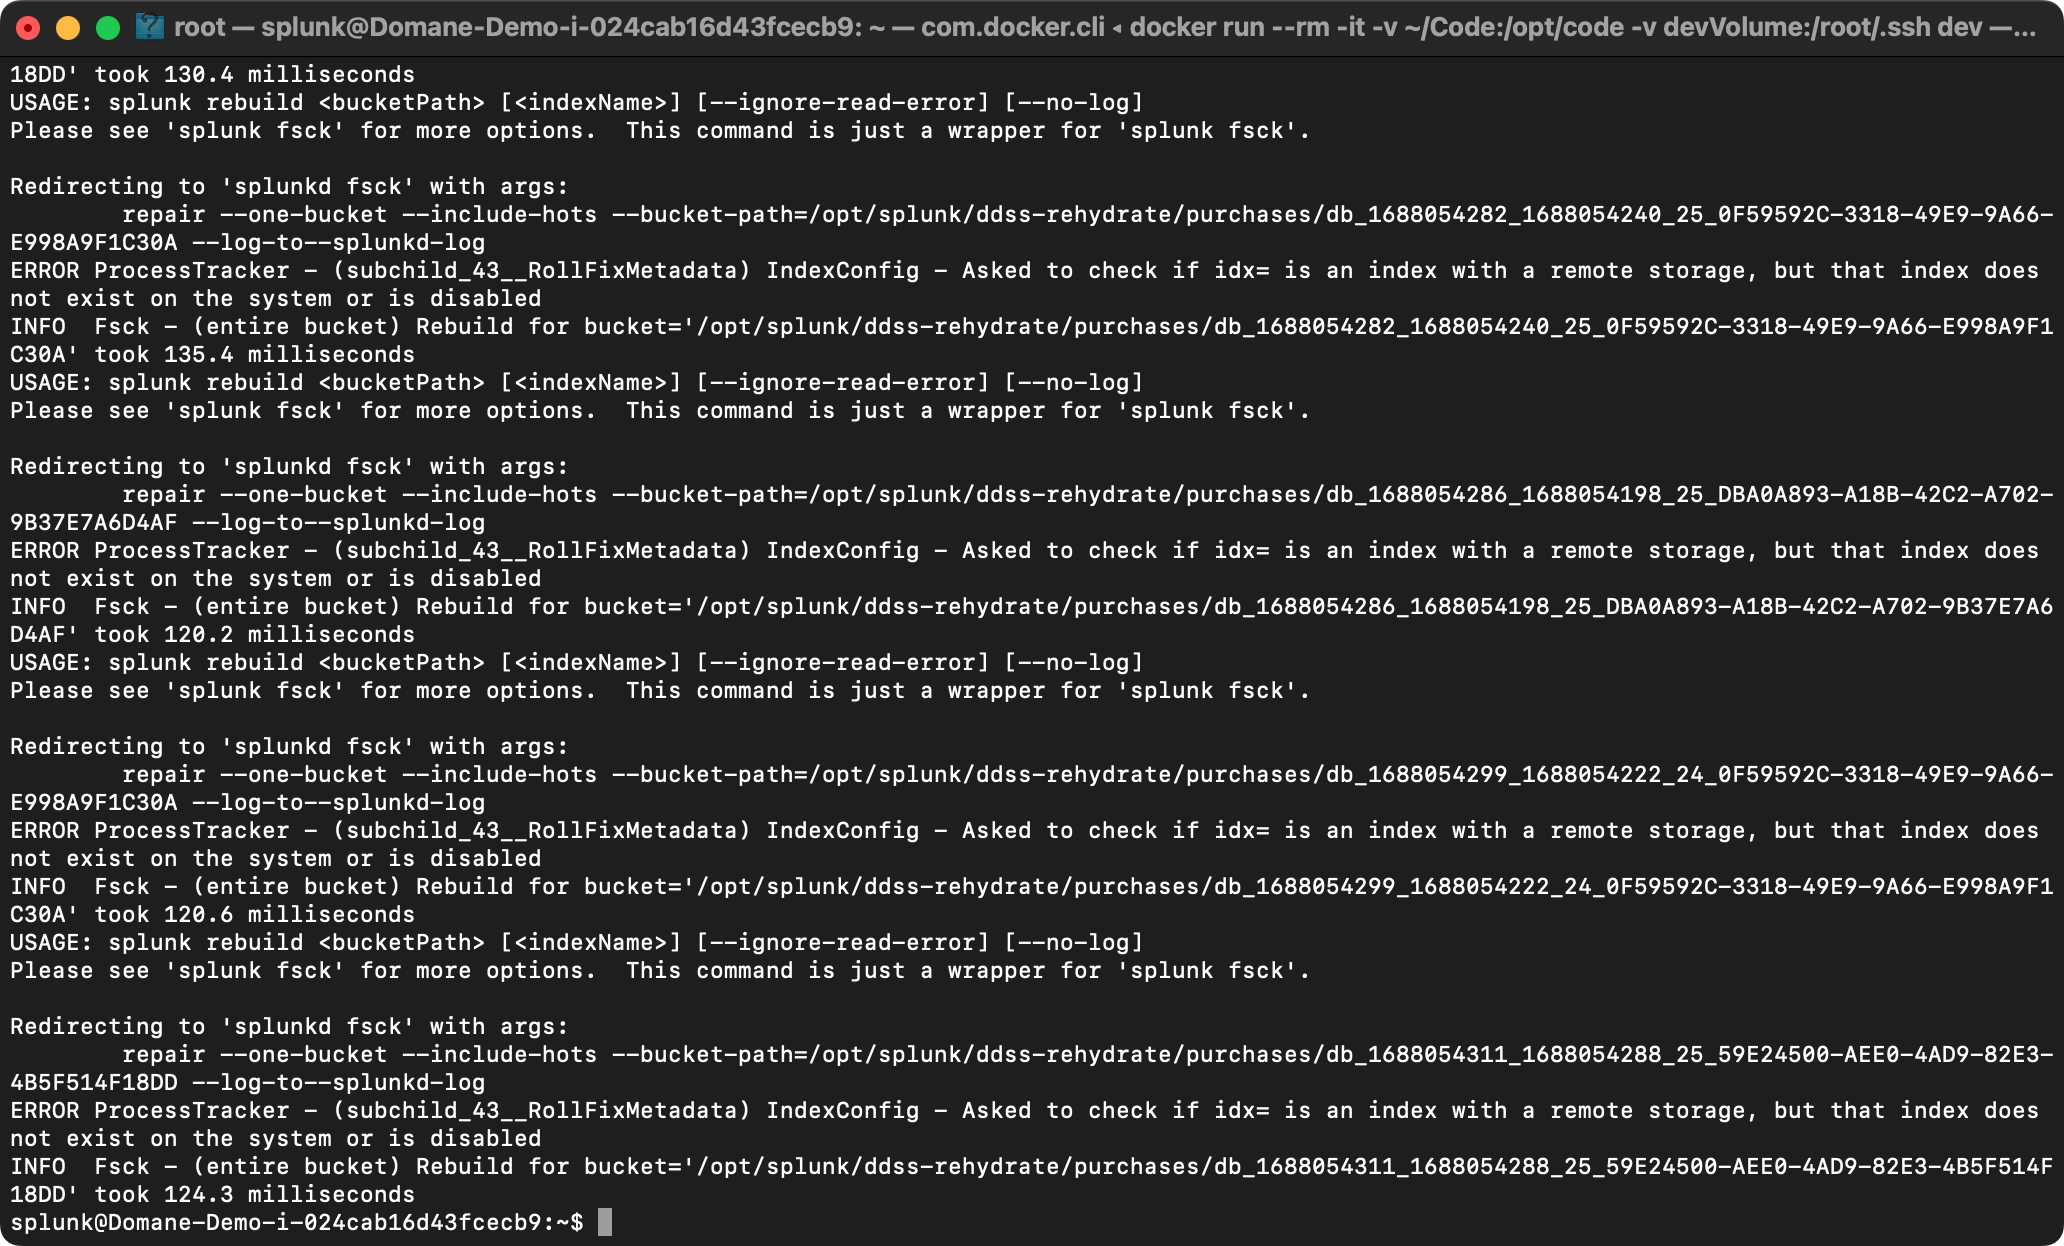 root — splunk@Domane-Demo-i-024cab16d43fcecb9: ~ — com.docker.cli ◂ docker run --rm -it -v ~/Code:/opt/code -v devVolume:/root/.ssh dev —...
18DD' took 130.4 milliseconds
USAGE: splunk rebuild <bucketPath> [<indexName>] [--ignore-read-error] [--no-log]
Please see 'splunk fsck' for more options.  This command is just a wrapper for 'splunk fsck'.

Redirecting to 'splunkd fsck' with args:
        repair --one-bucket --include-hots --bucket-path=/opt/splunk/ddss-rehydrate/purchases/db_1688054282_1688054240_25_0F59592C-3318-49E9-9A66-
E998A9F1C30A --log-to--splunkd-log
ERROR ProcessTracker - (subchild_43__RollFixMetadata) IndexConfig - Asked to check if idx= is an index with a remote storage, but that index does
not exist on the system or is disabled
INFO  Fsck - (entire bucket) Rebuild for bucket='/opt/splunk/ddss-rehydrate/purchases/db_1688054282_1688054240_25_0F59592C-3318-49E9-9A66-E998A9F1
C30A' took 135.4 milliseconds
USAGE: splunk rebuild <bucketPath> [<indexName>] [--ignore-read-error] [--no-log]
Please see 'splunk fsck' for more options.  This command is just a wrapper for 'splunk fsck'.

Redirecting to 'splunkd fsck' with args:
        repair --one-bucket --include-hots --bucket-path=/opt/splunk/ddss-rehydrate/purchases/db_1688054286_1688054198_25_DBA0A893-A18B-42C2-A702-
9B37E7A6D4AF --log-to--splunkd-log
ERROR ProcessTracker - (subchild_43__RollFixMetadata) IndexConfig - Asked to check if idx= is an index with a remote storage, but that index does
not exist on the system or is disabled
INFO  Fsck - (entire bucket) Rebuild for bucket='/opt/splunk/ddss-rehydrate/purchases/db_1688054286_1688054198_25_DBA0A893-A18B-42C2-A702-9B37E7A6
D4AF' took 120.2 milliseconds
USAGE: splunk rebuild <bucketPath> [<indexName>] [--ignore-read-error] [--no-log]
Please see 'splunk fsck' for more options.  This command is just a wrapper for 'splunk fsck'.

Redirecting to 'splunkd fsck' with args:
        repair --one-bucket --include-hots --bucket-path=/opt/splunk/ddss-rehydrate/purchases/db_1688054299_1688054222_24_0F59592C-3318-49E9-9A66-
E998A9F1C30A --log-to--splunkd-log
ERROR ProcessTracker - (subchild_43__RollFixMetadata) IndexConfig - Asked to check if idx= is an index with a remote storage, but that index does
not exist on the system or is disabled
INFO  Fsck - (entire bucket) Rebuild for bucket='/opt/splunk/ddss-rehydrate/purchases/db_1688054299_1688054222_24_0F59592C-3318-49E9-9A66-E998A9F1
C30A' took 120.6 milliseconds
USAGE: splunk rebuild <bucketPath> [<indexName>] [--ignore-read-error] [--no-log]
Please see 'splunk fsck' for more options.  This command is just a wrapper for 'splunk fsck'.

Redirecting to 'splunkd fsck' with args:
        repair --one-bucket --include-hots --bucket-path=/opt/splunk/ddss-rehydrate/purchases/db_1688054311_1688054288_25_59E24500-AEE0-4AD9-82E3-
4B5F514F18DD --log-to--splunkd-log
ERROR ProcessTracker - (subchild_43__RollFixMetadata) IndexConfig - Asked to check if idx= is an index with a remote storage, but that index does
not exist on the system or is disabled
INFO  Fsck - (entire bucket) Rebuild for bucket='/opt/splunk/ddss-rehydrate/purchases/db_1688054311_1688054288_25_59E24500-AEE0-4AD9-82E3-4B5F514F
18DD' took 124.3 milliseconds
splunk@Domane-Demo-i-024cab16d43fcecb9:~$